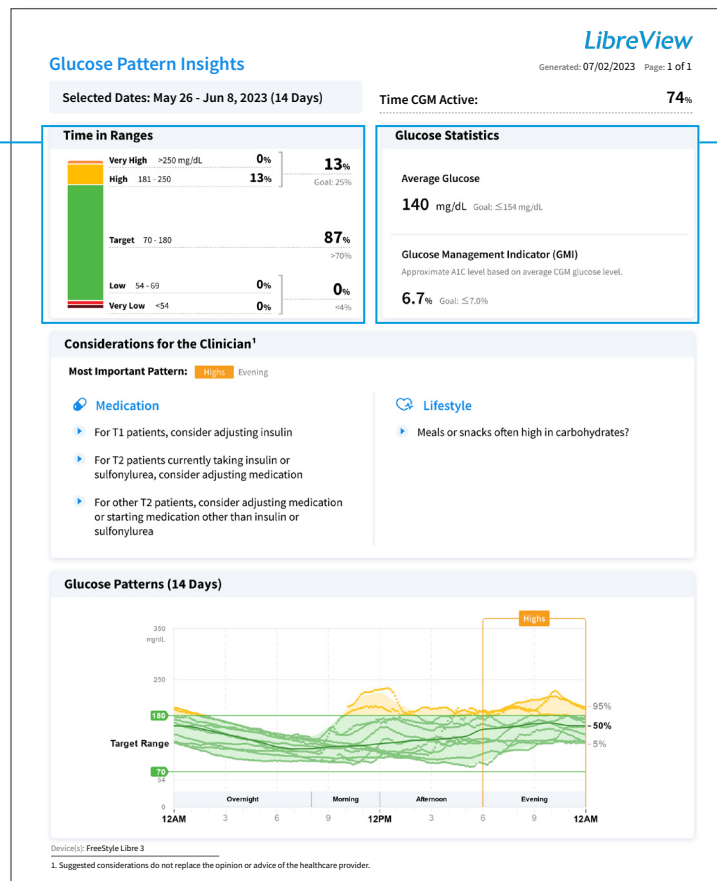 LibreView
Glucose Pattern Insights
Generated: 07/02/2023 Page: 1 of 1
Selected Dates: May 26 - Jun 8, 2023 (14 Days)
Time CGM Active: 74%
Time in Ranges
Very High >250 mg/dL 0%
High 181 - 250 13%
13%
Goal: 25%
Target 70 - 180 87%
>70%
Low 54 - 69 0%
Very Low <54 0%
0%
<4%
Glucose Statistics
Average Glucose
140 mg/dL Goal: ≤154 mg/dL
Glucose Management Indicator (GMI)
Approximate A1C level based on average CGM glucose level.
6.7% Goal: ≤7.0%
Considerations for the Clinician¹
Most Important Pattern: Highs Evening
Medication
For T1 patients, consider adjusting insulin
For T2 patients currently taking insulin or
sulfonylurea, consider adjusting medication
For other T2 patients, consider adjusting medication
or starting medication other than insulin or
sulfonylurea
Lifestyle
Meals or snacks often high in carbohydrates?
Glucose Patterns (14 Days)
Highs
350
mg/dL
250
180
Target Range
70
54
0
95%
50%
5%
Overnight Morning Afternoon Evening
12AM 3 6 9 12PM 3 6 9 12AM
Device(s): FreeStyle Libre 3
1. Suggested considerations do not replace the opinion or advice of the healthcare provider.